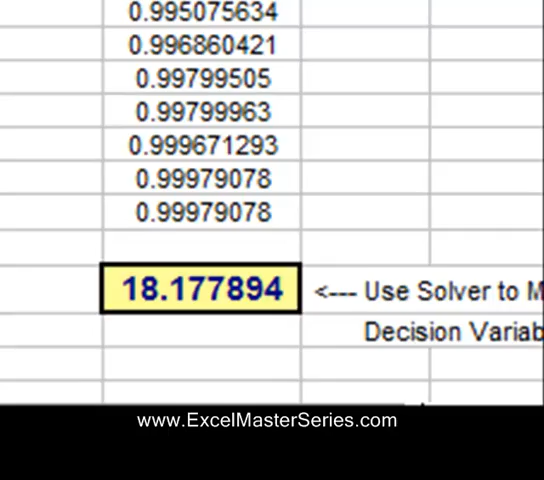 0.995075634
0.996860421
0.99799505
0.99799963
0.999671293
0.99979078
0.99979078
18.177894 <--- Use Solver to
Decision
www.ExcelMasterSeries.com